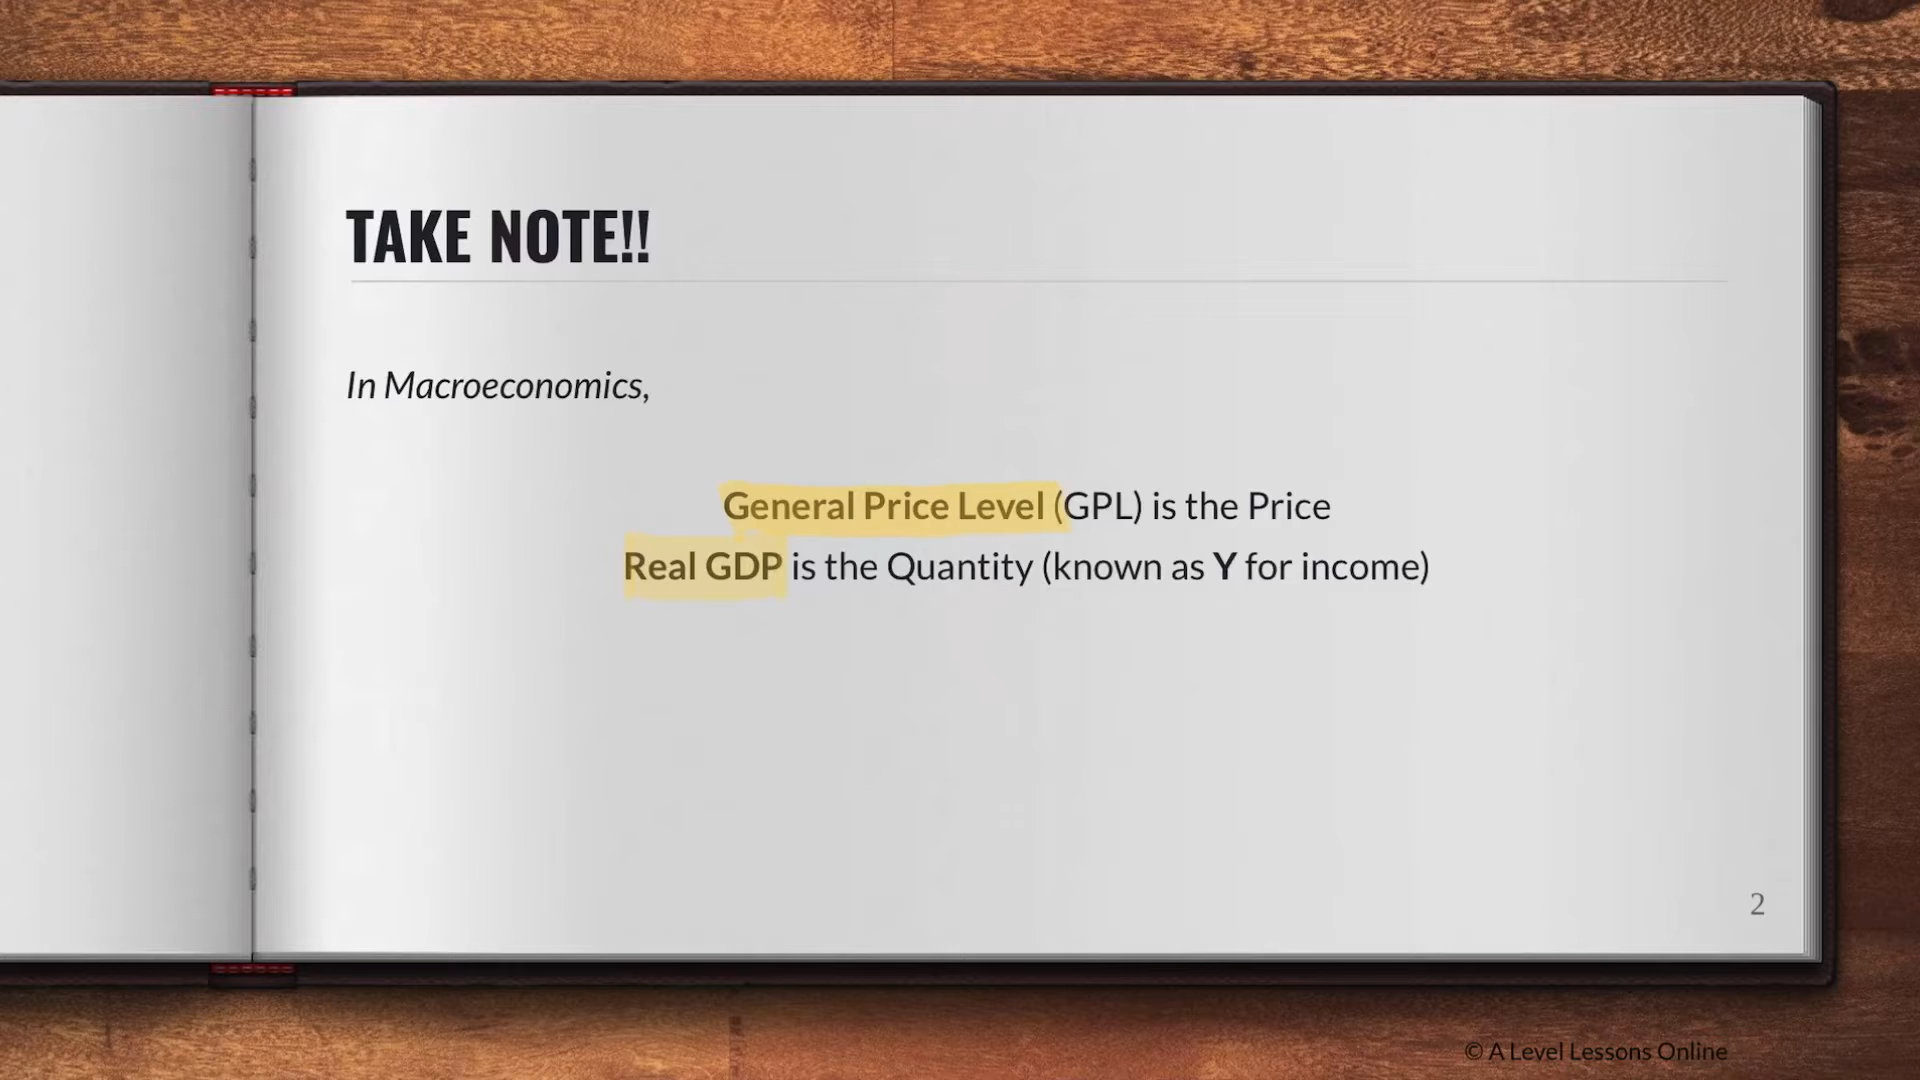 TAKE NOTE!!
In Macroeconomics,
General Price Level (GPL) is the Price
Real GDP is the Quantity (known as Y for income)
2
© A Level Lessons Online